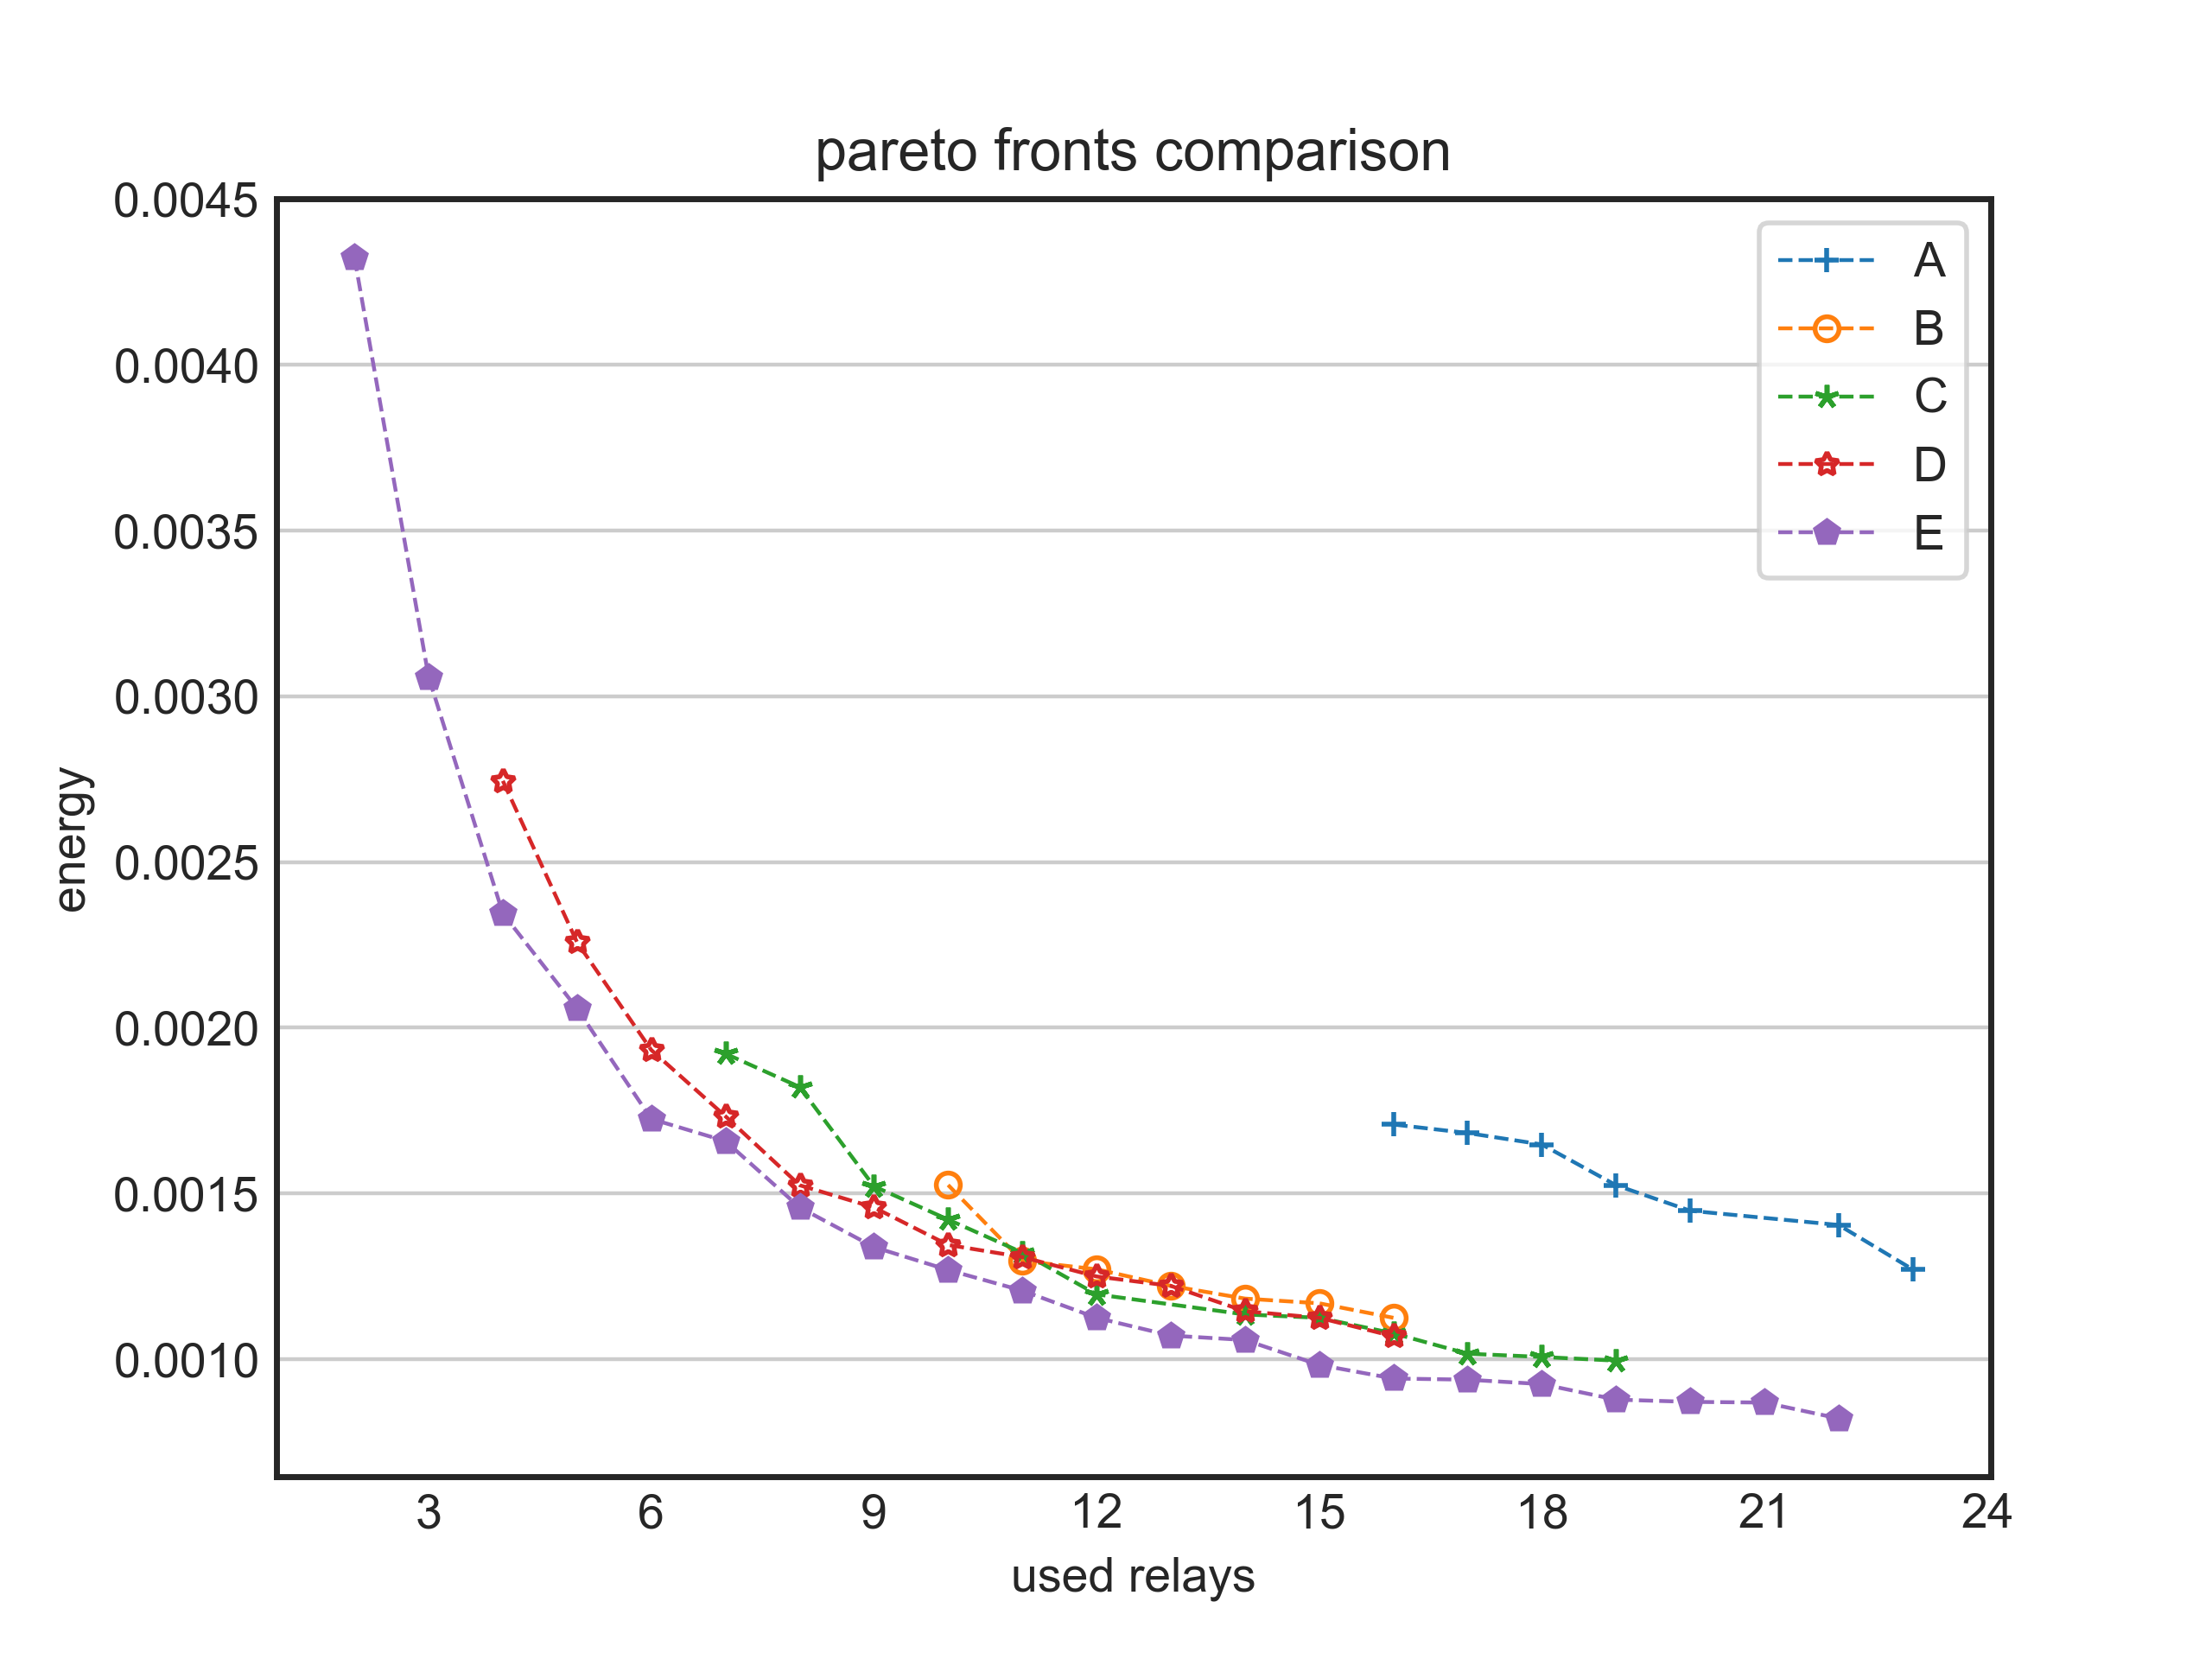 pareto fronts comparison
0.0045
0.0040
0.0035
0.0030
0.0025
0.0020
0.0015
0.0010
energy
A
B
C
D
E
3 6 9 12 15 18 21 24
used relays